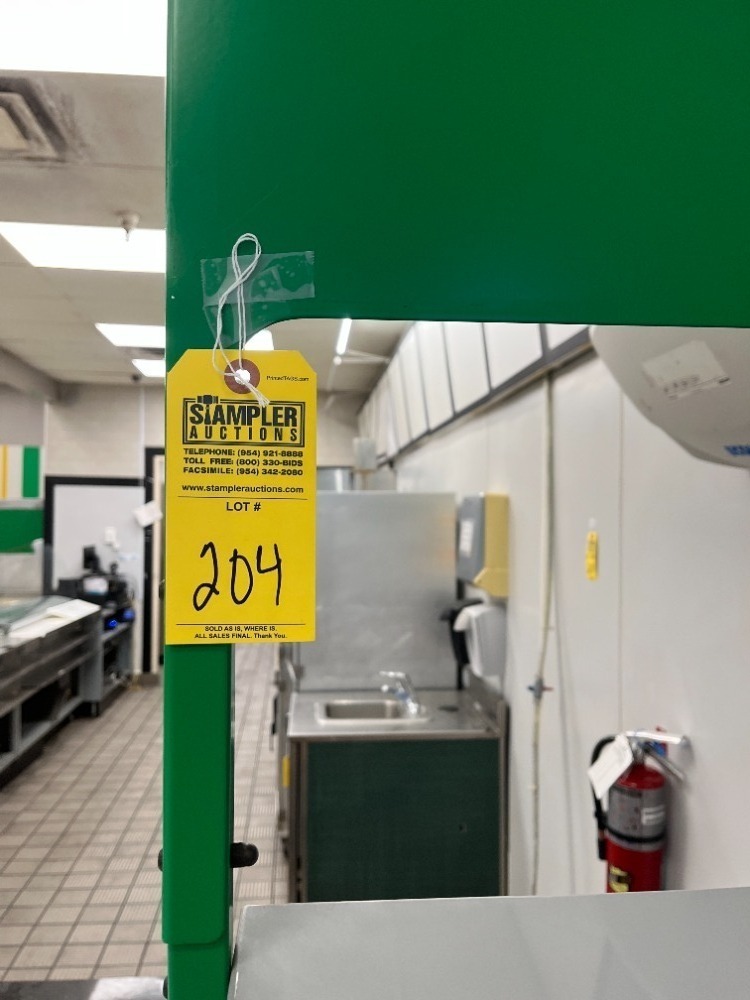 PrintedTAGS.com
STAMPLER
AUCTIONS
TELEPHONE: (954) 921-8888
TOLL FREE: (800) 330-BIDS
FACSIMILE: (954) 342-2080
www.stamplerauctions.com
LOT #
204
SOLD AS IS, WHERE IS.
ALL SALES FINAL. Thank You.